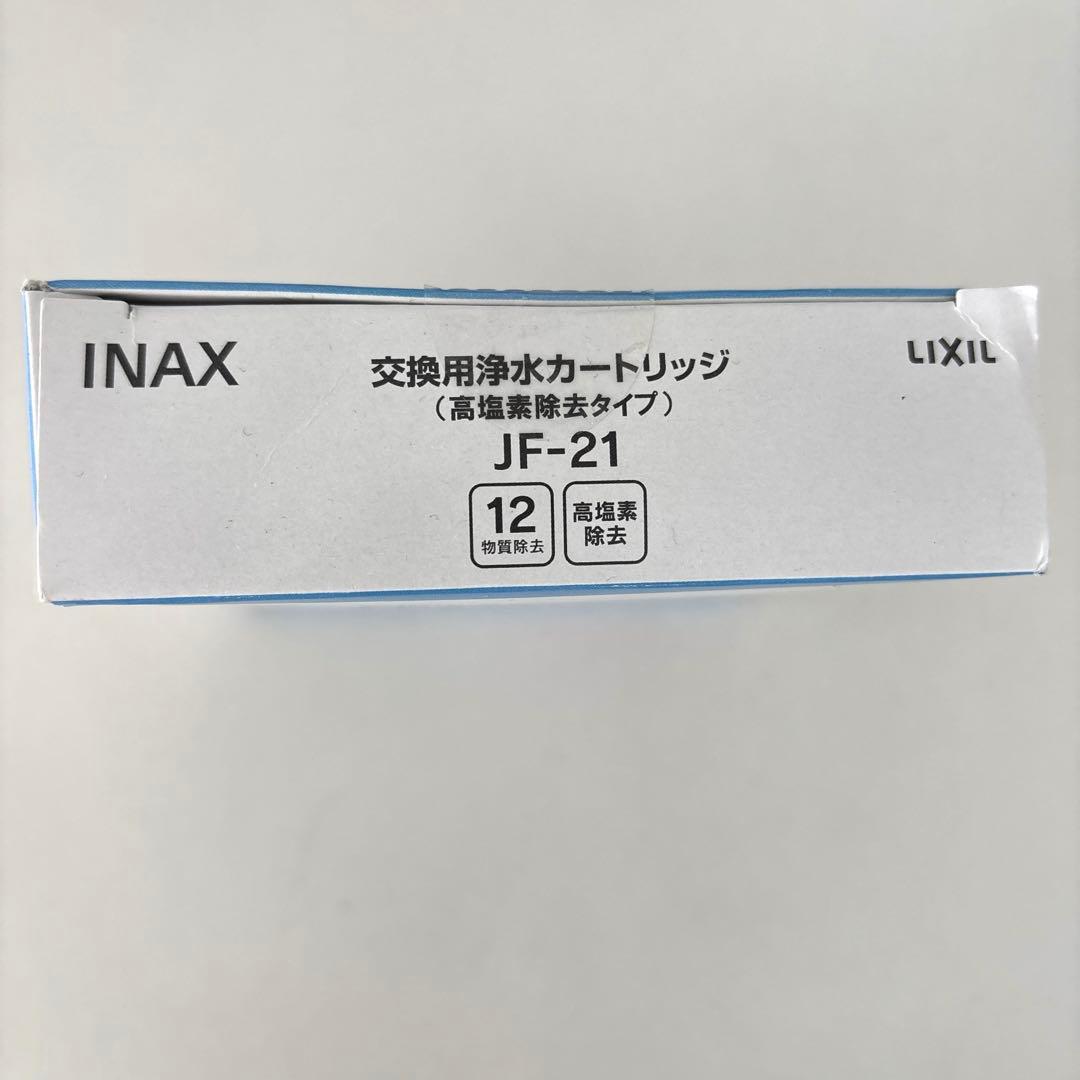 INAX
交換用浄水カートリッジ
（高塩素除去タイプ）
JF-21
LIXIL
12
物質除去
高塩素
除去